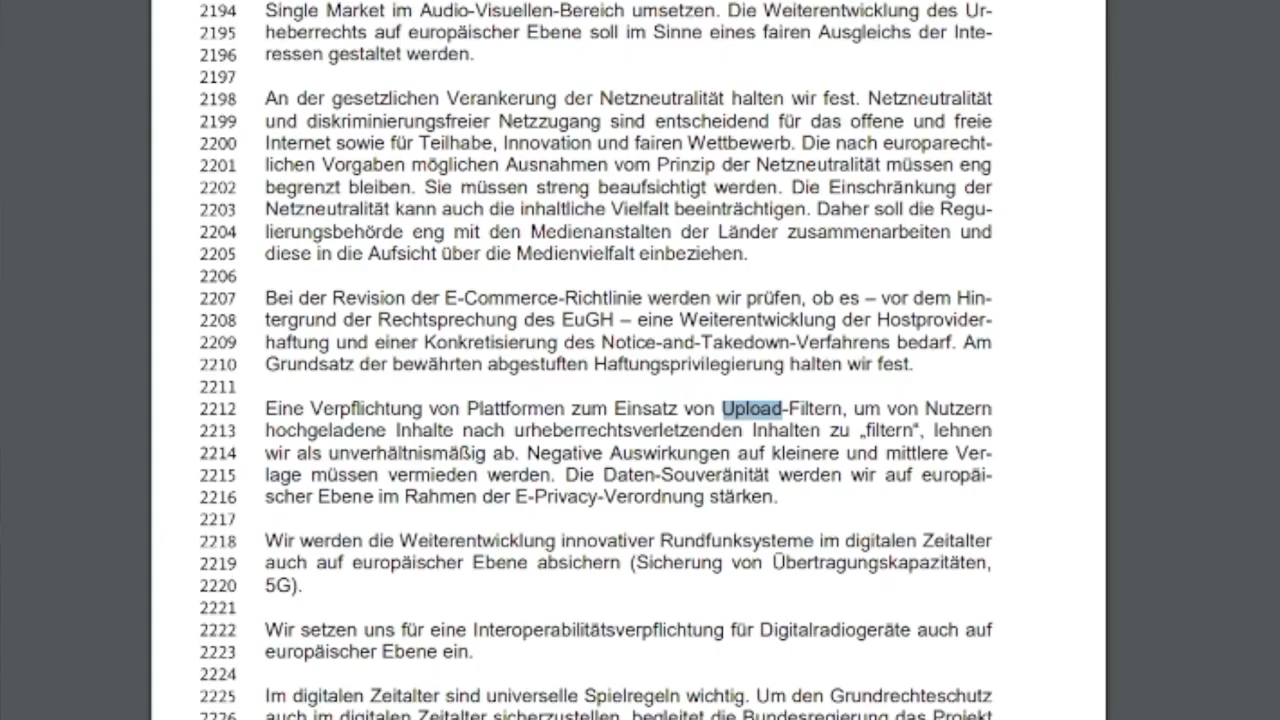 2194 Single Market im Audio-Visuellen-Bereich umsetzen. Die Weiterentwicklung des Ur-
2195 heberrechts auf europäischer Ebene soll im Sinne eines fairen Ausgleichs der Inte-
2196 ressen gestaltet werden.
2197
2198 An der gesetzlichen Verankerung der Netzneutralität halten wir fest. Netzneutralität
2199 und diskriminierungsfreier Netzzugang sind entscheidend für das offene und freie
2200 Internet sowie für Teilhabe, Innovation und fairen Wettbewerb. Die nach europarecht-
2201 lichen Vorgaben möglichen Ausnahmen vom Prinzip der Netzneutralität müssen eng
2202 begrenzt bleiben. Sie müssen streng beaufsichtigt werden. Die Einschränkung der
2203 Netzneutralität kann auch die inhaltliche Vielfalt beeinträchtigen. Daher soll die Regu-
2204 lierungsbehörde eng mit den Medienanstalten der Länder zusammenarbeiten und
2205 diese in die Aufsicht über die Medienvielfalt einbeziehen.
2206
2207 Bei der Revision der E-Commerce-Richtlinie werden wir prüfen, ob es – vor dem Hin-
2208 tergrund der Rechtsprechung des EuGH – eine Weiterentwicklung der Hostprovider-
2209 haftung und einer Konkretisierung des Notice-and-Takedown-Verfahrens bedarf. Am
2210 Grundsatz der bewährten abgestuften Haftungsprivilegierung halten wir fest.
2211
2212 Eine Verpflichtung von Plattformen zum Einsatz von Upload-Filtern, um von Nutzern
2213 hochgeladene Inhalte nach urheberrechtsverletzenden Inhalten zu „filtern“, lehnen
2214 wir als unverhältnismäßig ab. Negative Auswirkungen auf kleinere und mittlere Ver-
2215 lage müssen vermieden werden. Die Daten-Souveränität werden wir auf europäi-
2216 scher Ebene im Rahmen der E-Privacy-Verordnung stärken.
2217
2218 Wir werden die Weiterentwicklung innovativer Rundfunksysteme im digitalen Zeitalter
2219 auch auf europäischer Ebene absichern (Sicherung von Übertragungskapazitäten,
2220 5G).
2221
2222 Wir setzen uns für eine Interoperabilitätsverpflichtung für Digitalradiogeräte auch auf
2223 europäischer Ebene ein.
2224
2225 Im digitalen Zeitalter sind universelle Spielregeln wichtig. Um den Grundrechteschutz
2226 auch im digitalen Zeitalter sicherzustellen, begleitet die Bundesregierung das Projekt